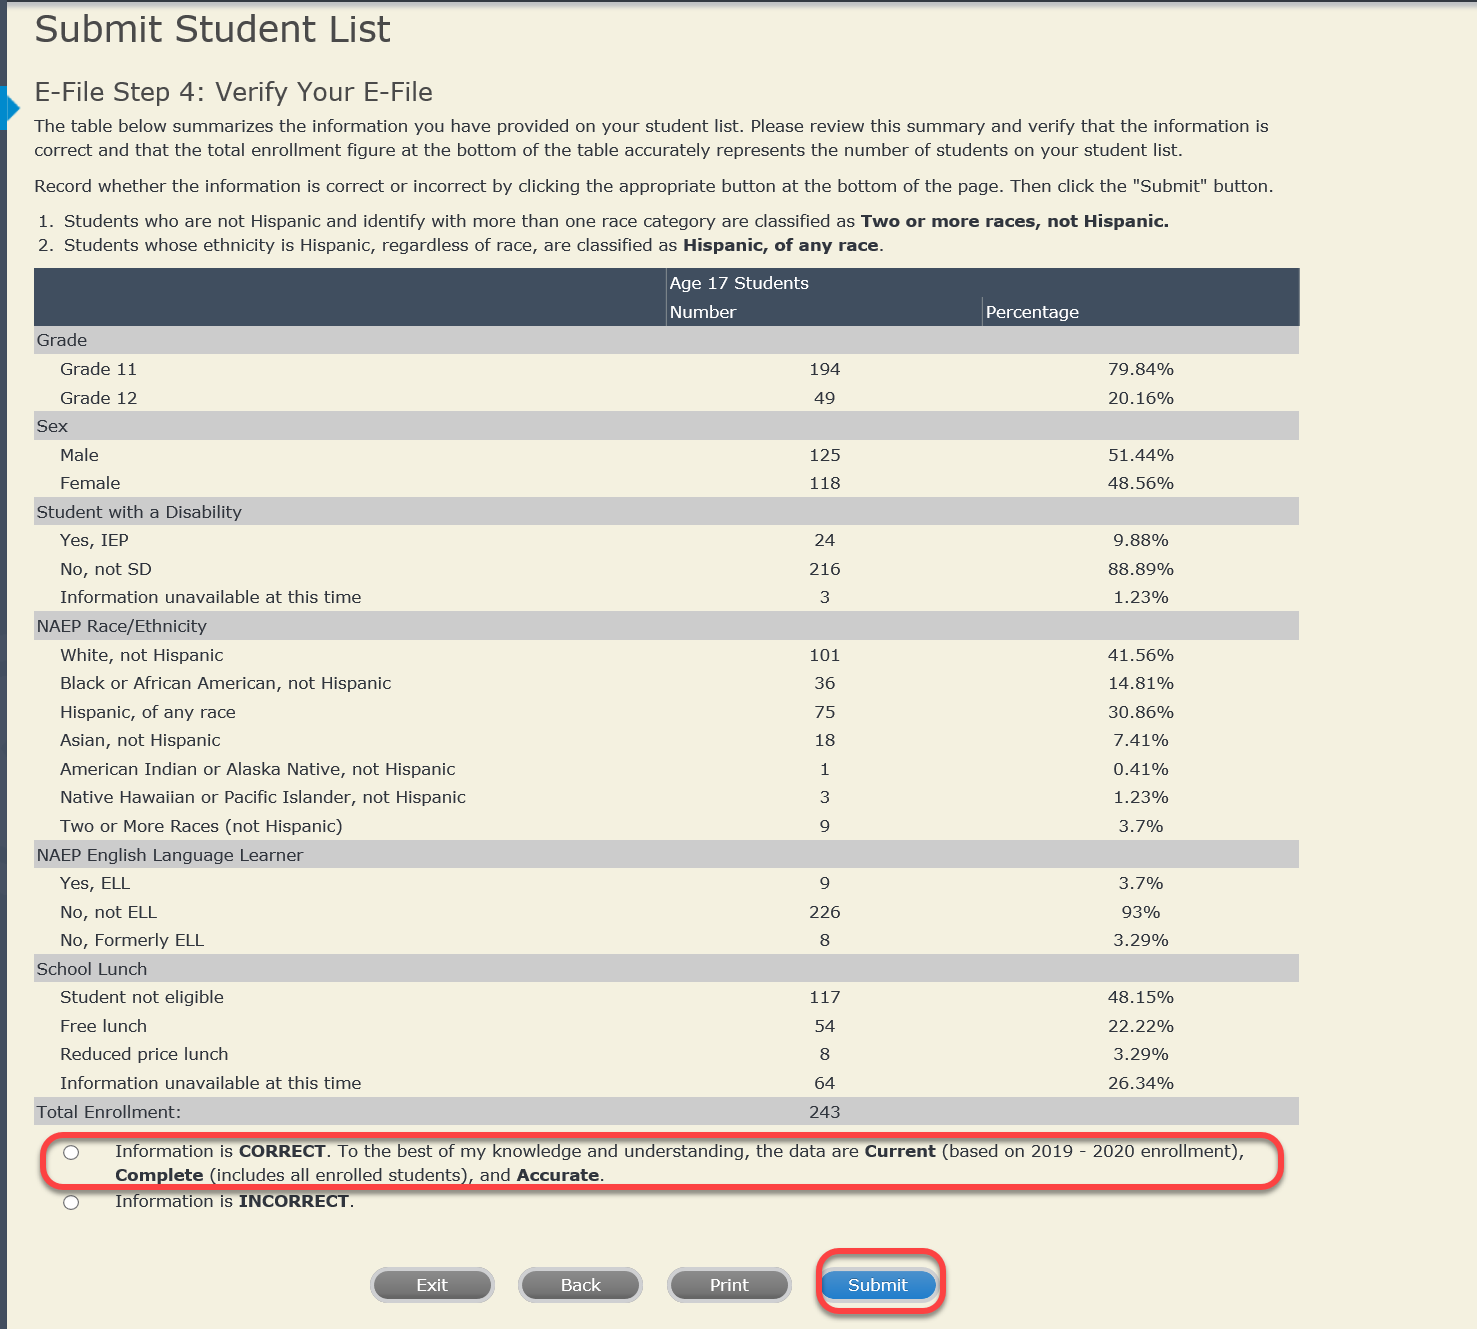 Submit Student List
E-File Step 4: Verify Your E-File
The table below summarizes the information you have provided on your student list. Please review this summary and verify that the information is
correct and that the total enrollment figure at the bottom of the table accurately represents the number of students on your student list.
Record whether the information is correct or incorrect by clicking the appropriate button at the bottom of the page. Then click the "Submit" button.
1. Students who are not Hispanic and identify with more than one race category are classified as Two or more races, not Hispanic.
2. Students whose ethnicity is Hispanic, regardless of race, are classified as Hispanic, of any race.
Age 17 Students
Number Percentage
Grade
Grade 11 194 79.84%
Grade 12 49 20.16%
Sex
Male 125 51.44%
Female 118 48.56%
Student with a Disability
Yes, IEP 24 9.88%
No, not SD 216 88.89%
Information unavailable at this time 3 1.23%
NAEP Race/Ethnicity
White, not Hispanic 101 41.56%
Black or African American, not Hispanic 36 14.81%
Hispanic, of any race 75 30.86%
Asian, not Hispanic 18 7.41%
American Indian or Alaska Native, not Hispanic 1 0.41%
Native Hawaiian or Pacific Islander, not Hispanic 3 1.23%
Two or More Races (not Hispanic) 9 3.7%
NAEP English Language Learner
Yes, ELL 9 3.7%
No, not ELL 226 93%
No, Formerly ELL 8 3.29%
School Lunch
Student not eligible 117 48.15%
Free lunch 54 22.22%
Reduced price lunch 8 3.29%
Information unavailable at this time 64 26.34%
Total Enrollment: 243
Information is CORRECT. To the best of my knowledge and understanding, the data are Current (based on 2019 - 2020 enrollment),
Complete (includes all enrolled students), and Accurate.
Information is INCORRECT.
Exit Back Print Submit